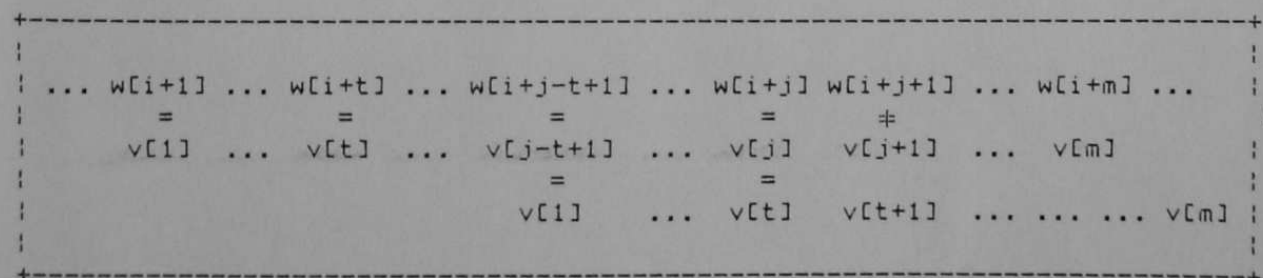 ... w[i+1] ... w[i+t] ... w[i+j-t+1] ... w[i+j] w[i+j+1] ... w[i+m] ...
= = = = ≠
v[1] ... v[t] ... v[j-t+1] ... v[j] v[j+1] ... v[m]
= =
v[1] ... v[t] v[t+1] ... ... ... v[m]